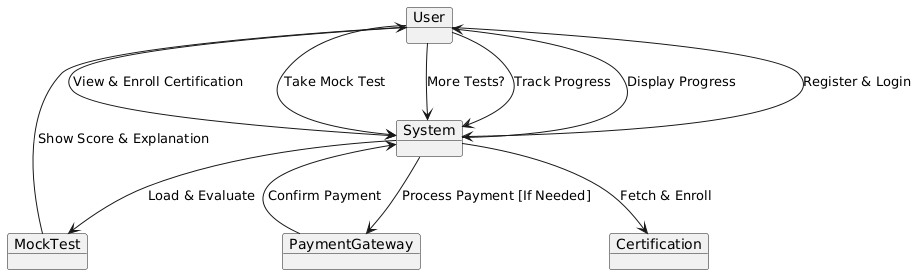 User
View & Enroll Certification
Take Mock Test
More Tests?
Track Progress
Display Progress
Register & Login
System
Show Score & Explanation
Load & Evaluate
Confirm Payment
Process Payment [If Needed]
Fetch & Enroll
MockTest
PaymentGateway
Certification